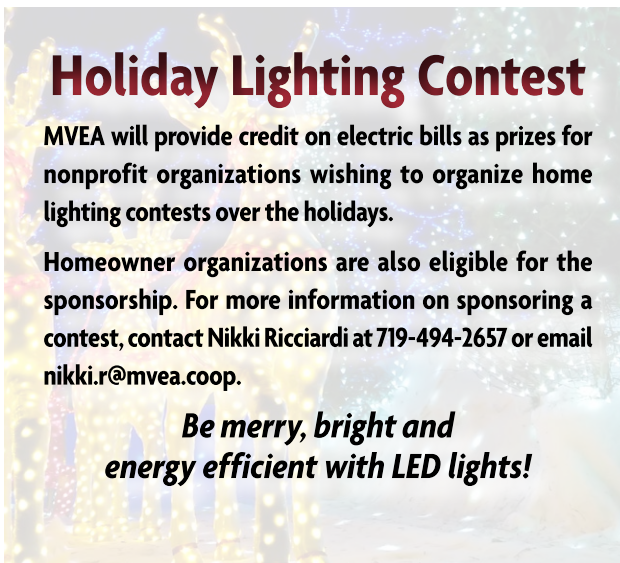 Holiday Lighting Contest
MVEA will provide credit on electric bills as prizes for
nonprofit organizations wishing to organize home
lighting contests over the holidays.
Homeowner organizations are also eligible for the
sponsorship. For more information on sponsoring a
contest, contact Nikki Ricciardi at 719-494-2657 or email
nikki.r@mvea.coop.
Be merry, bright and
energy efficient with LED lights!